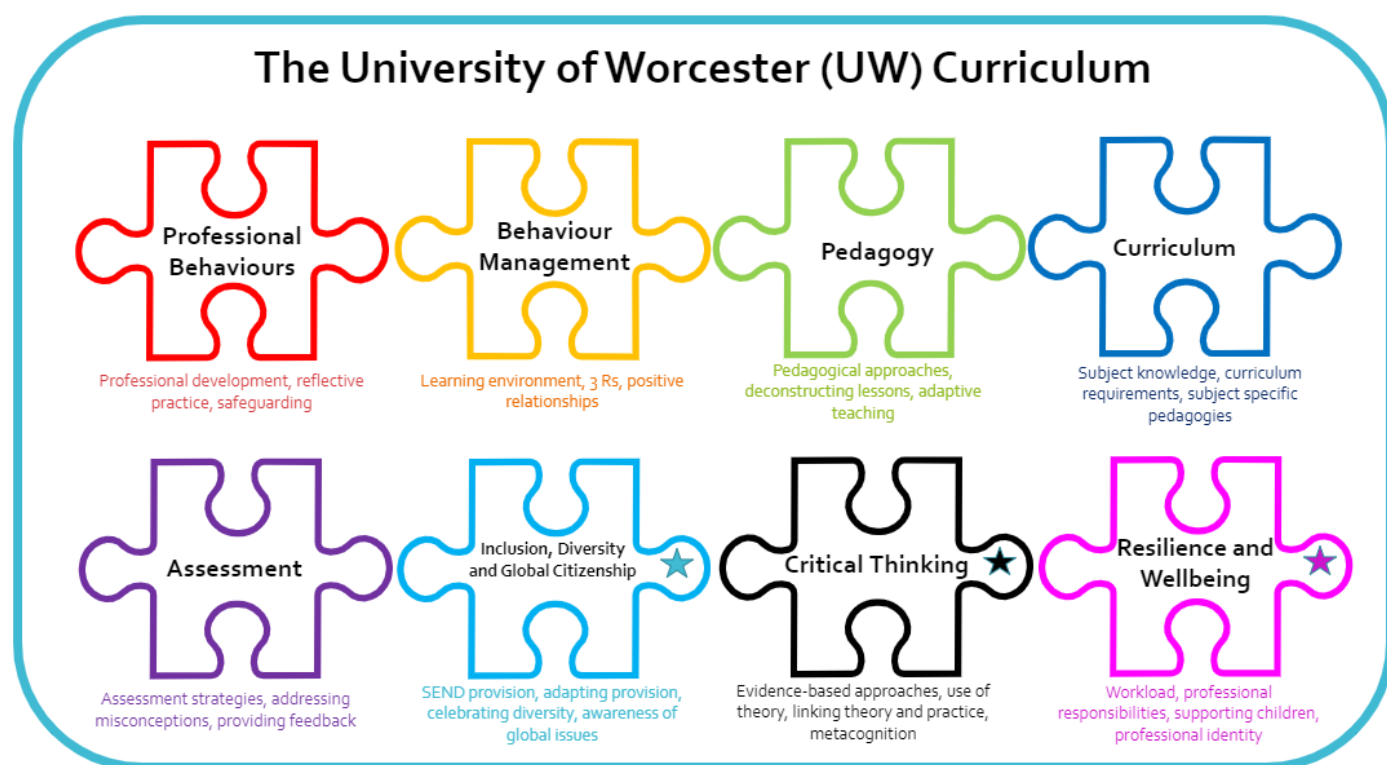 The University of Worcester (UW) Curriculum
Professional
Behaviours
Professional development, reflective
practice, safeguarding
Behaviour
Management
Learning environment, 3 Rs, positive
relationships
Pedagogy
Pedagogical approaches,
deconstructing lessons, adaptive
teaching
Curriculum
Subject knowledge, curriculum
requirements, subject specific
pedagogies
Assessment
Assessment strategies, addressing
misconceptions, providing feedback
Inclusion, Diversity
and Global Citizenship
SEND provision, adapting provision,
celebrating diversity, awareness of
global issues
Critical Thinking
Evidence-based approaches, use of
theory, linking theory and practice,
metacognition
Resilience and
Wellbeing
Workload, professional
responsibilities, supporting children,
professional identity